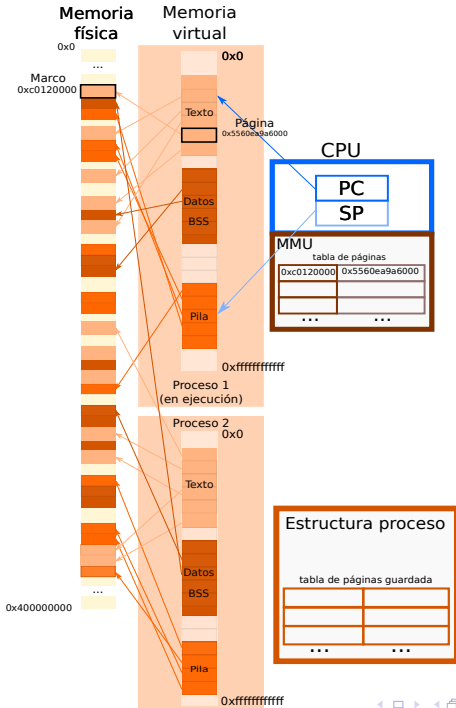 Memoria física
0x0
...
Marco
0xc0120000
...
0x400000000
Memoria virtual
0x0
Texto
Página
0x5560ea9a6000
Datos
BSS
Pila
0xffffffffffff
Proceso 1
(en ejecución)
Proceso 2
0x0
Texto
Datos
BSS
Pila
0xffffffffffff
CPU
PC
SP
MMU
tabla de páginas
0xc0120000 0x5560ea9a6000
... ...
Estructura proceso
tabla de páginas guardada
... ...